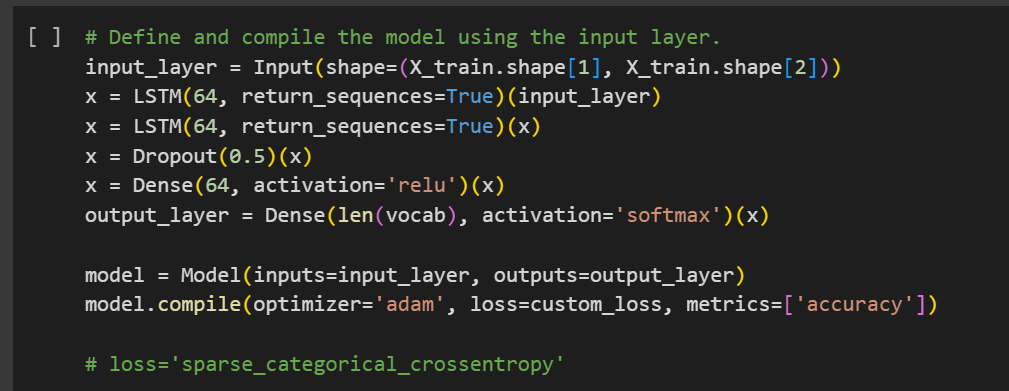 [ ] # Define and compile the model using the input layer.
input_layer = Input(shape=(X_train.shape[1], X_train.shape[2]))
x = LSTM(64, return_sequences=True)(input_layer)
x = LSTM(64, return_sequences=True)(x)
x = Dropout(0.5)(x)
x = Dense(64, activation='relu')(x)
output_layer = Dense(len(vocab), activation='softmax')(x)
model = Model(inputs=input_layer, outputs=output_layer)
model.compile(optimizer='adam', loss=custom_loss, metrics=['accuracy'])
# loss='sparse_categorical_crossentropy'